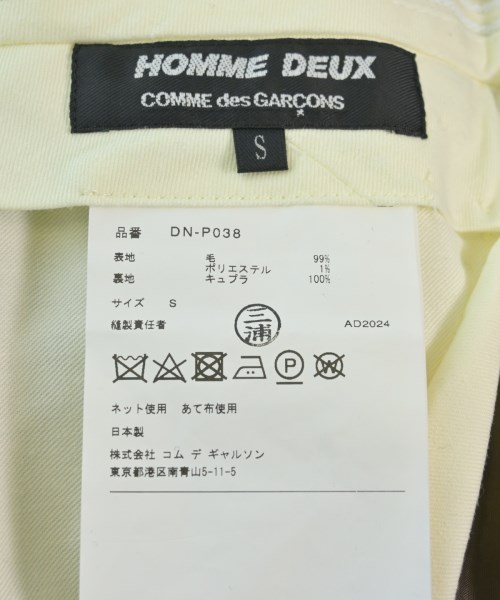 HOMME DEUX
COMME des GARÇONS
S
品番 DN-P038
表地 毛 99%
ポリエステル 1%
裏地 キュプラ 100%
サイズ S
縫製責任者 三浦 AD2024
P W
ネット使用 あて布使用
日本製
株式会社 コム デ ギャルソン
東京都港区南青山5-11-5